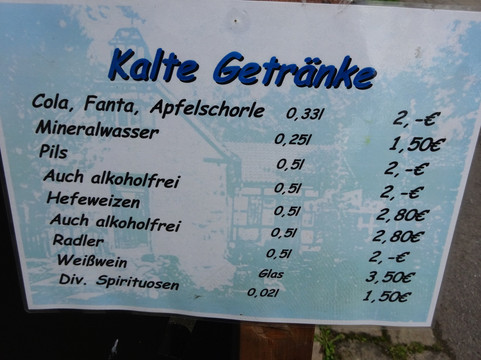 Kalte Getränke
Cola, Fanta, Apfelschorle 0,33l 2,-€
Mineralwasser 0,25l 1,50€
Pils 0,5l 2,-€
Auch alkoholfrei 0,5l 2,-€
Hefeweizen 0,5l 2,80€
Auch alkoholfrei 0,5l 2,80€
Radler 0,5l 2,-€
Weißwein Glas 3,50€
Div. Spirituosen 0,02l 1,50€